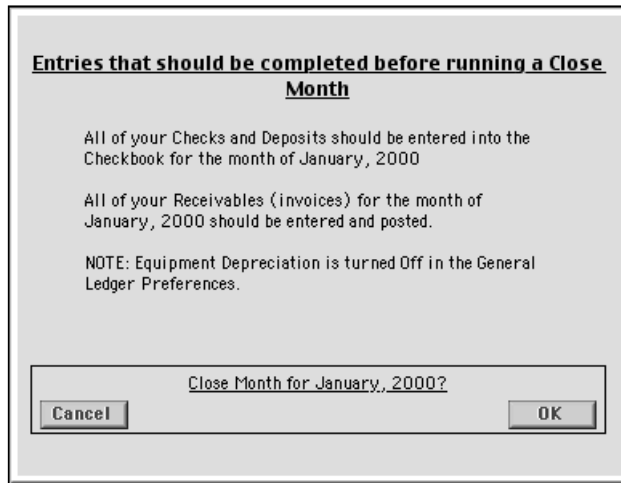 Entries that should be completed before running a Close
Month
All of your Checks and Deposits should be entered into the
Checkbook for the month of January, 2000
All of your Receivables (invoices) for the month of
January, 2000 should be entered and posted.
NOTE: Equipment Depreciation is turned Off in the General
Ledger Preferences.
Close Month for January, 2000?
Cancel
OK